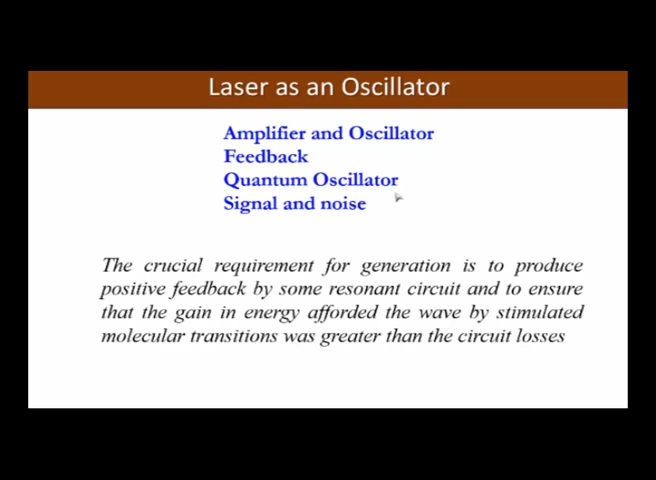 Laser as an Oscillator
Amplifier and Oscillator
Feedback
Quantum Oscillator
Signal and noise
The crucial requirement for generation is to produce
positive feedback by some resonant circuit and to ensure
that the gain in energy afforded the wave by stimulated
molecular transitions was greater than the circuit losses